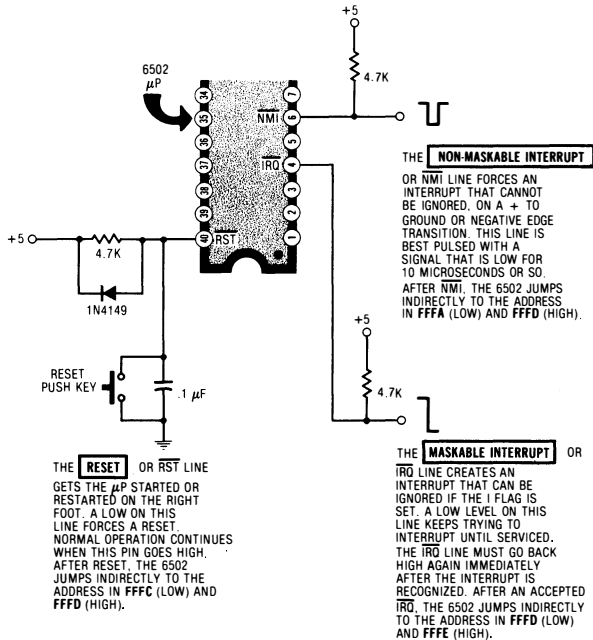 +5
4.7K
6502
µP
34
35
36
37
38
39
40
7
6
5
4
3
2
1
NMI
IRQ
RST
THE NON-MASKABLE INTERRUPT
OR NMI LINE FORCES AN
INTERRUPT THAT CANNOT
BE IGNORED, ON A + TO
GROUND OR NEGATIVE EDGE
TRANSITION. THIS LINE IS
BEST PULSED WITH A
SIGNAL THAT IS LOW FOR
10 MICROSECONDS OR SO.
AFTER NMI, THE 6502 JUMPS
INDIRECTLY TO THE ADDRESS
IN FFFA (LOW) AND FFFD (HIGH).
+5
4.7K
1N4149
RESET
PUSH KEY
.1 µF
+5
4.7K
THE RESET OR RST LINE
GETS THE µP STARTED OR
RESTARTED ON THE RIGHT
FOOT. A LOW ON THIS
LINE FORCES A RESET.
NORMAL OPERATION CONTINUES
WHEN THIS PIN GOES HIGH.
AFTER RESET, THE 6502
JUMPS INDIRECTLY TO THE
ADDRESS IN FFFC (LOW) AND
FFFD (HIGH).
THE MASKABLE INTERRUPT OR
IRQ LINE CREATES AN
INTERRUPT THAT CAN BE
IGNORED IF THE I FLAG IS
SET. A LOW LEVEL ON THIS
LINE KEEPS TRYING TO
INTERRUPT UNTIL SERVICED.
THE IRQ LINE MUST GO BACK
HIGH AGAIN IMMEDIATELY
AFTER THE INTERRUPT IS
RECOGNIZED. AFTER AN ACCEPTED
IRQ, THE 6502 JUMPS INDIRECTLY
TO THE ADDRESS IN FFFD (LOW)
AND FFFE (HIGH).